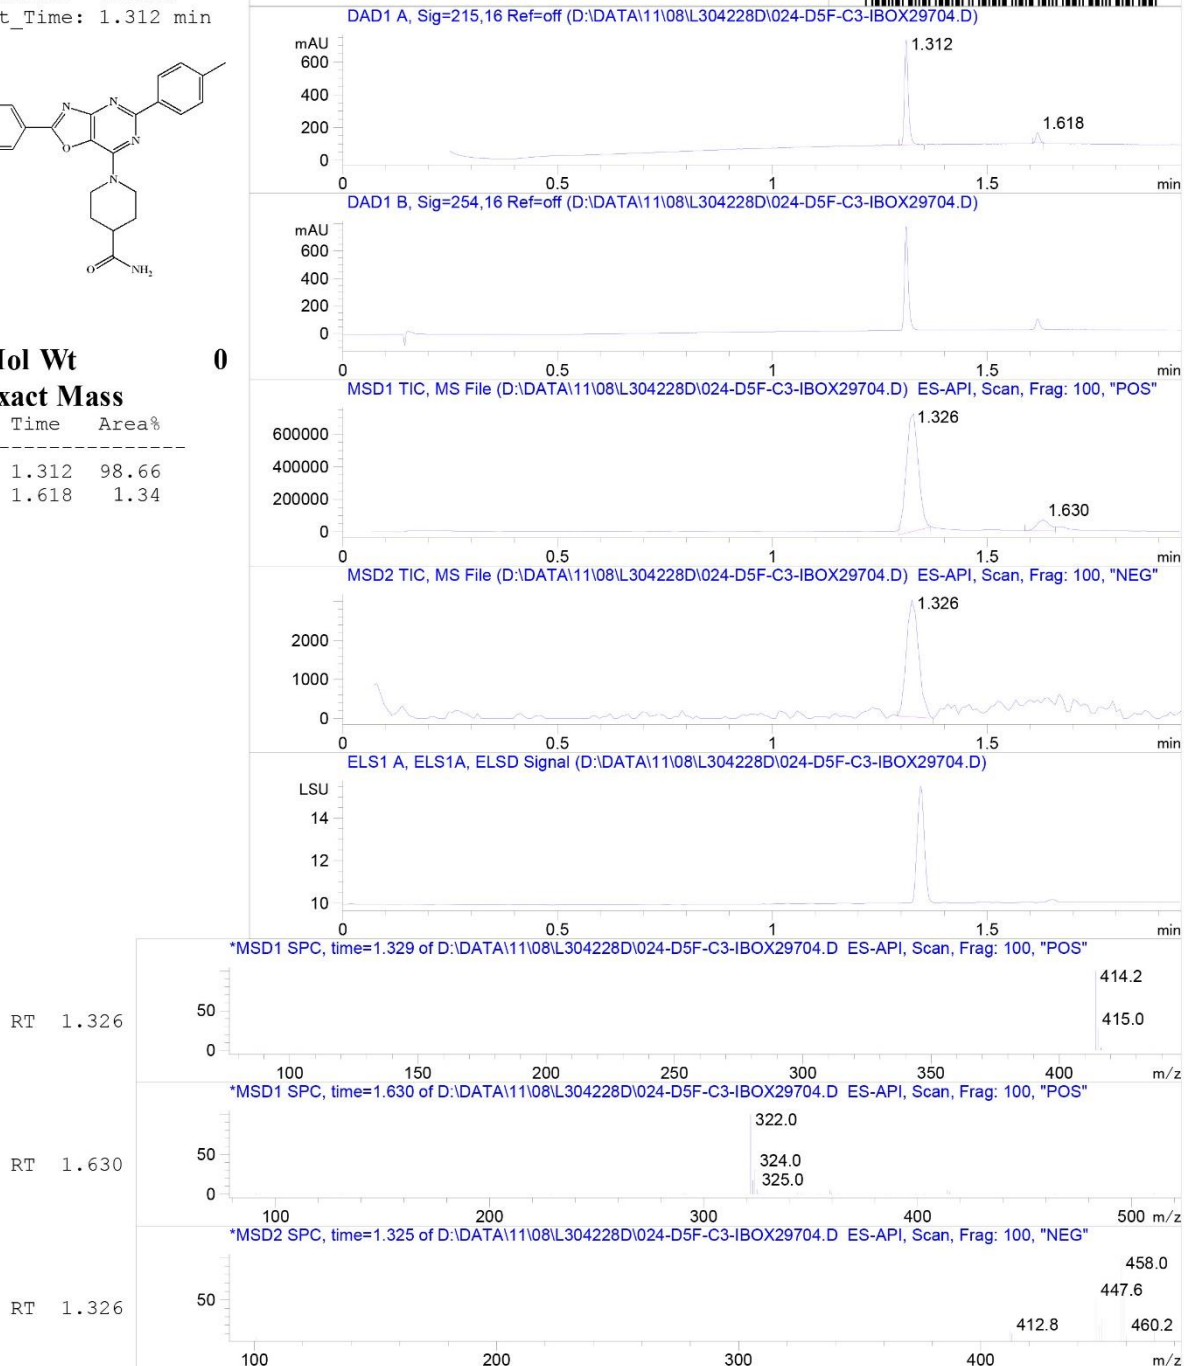 t_Time: 1.312 min
N
N
N
O
N
O
NH2
Iol Wt 0
xact Mass
Time Area%
---------------
1.312 98.66
1.618 1.34
DAD1 A, Sig=215,16 Ref=off (D:\DATA\11\08\L304228D\024-D5F-C3-IBOX29704.D)
mAU
600
400
200
0
1.312
1.618
0 0.5 1 1.5 min
DAD1 B, Sig=254,16 Ref=off (D:\DATA\11\08\L304228D\024-D5F-C3-IBOX29704.D)
mAU
600
400
200
0
0 0.5 1 1.5 min
MSD1 TIC, MS File (D:\DATA\11\08\L304228D\024-D5F-C3-IBOX29704.D) ES-API, Scan, Frag: 100, "POS"
600000
400000
200000
0
1.326
1.630
0 0.5 1 1.5 min
MSD2 TIC, MS File (D:\DATA\11\08\L304228D\024-D5F-C3-IBOX29704.D) ES-API, Scan, Frag: 100, "NEG"
2000
1000
0
1.326
0 0.5 1 1.5 min
ELS1 A, ELS1A, ELSD Signal (D:\DATA\11\08\L304228D\024-D5F-C3-IBOX29704.D)
LSU
14
12
10
0 0.5 1 1.5 min
*MSD1 SPC, time=1.329 of D:\DATA\11\08\L304228D\024-D5F-C3-IBOX29704.D ES-API, Scan, Frag: 100, "POS"
RT 1.326
50
0
414.2
415.0
100 150 200 250 300 350 400 m/z
*MSD1 SPC, time=1.630 of D:\DATA\11\08\L304228D\024-D5F-C3-IBOX29704.D ES-API, Scan, Frag: 100, "POS"
RT 1.630
50
0
322.0
324.0
325.0
100 200 300 400 500 m/z
*MSD2 SPC, time=1.325 of D:\DATA\11\08\L304228D\024-D5F-C3-IBOX29704.D ES-API, Scan, Frag: 100, "NEG"
RT 1.326
50
458.0
447.6
412.8 460.2
100 200 300 400 m/z